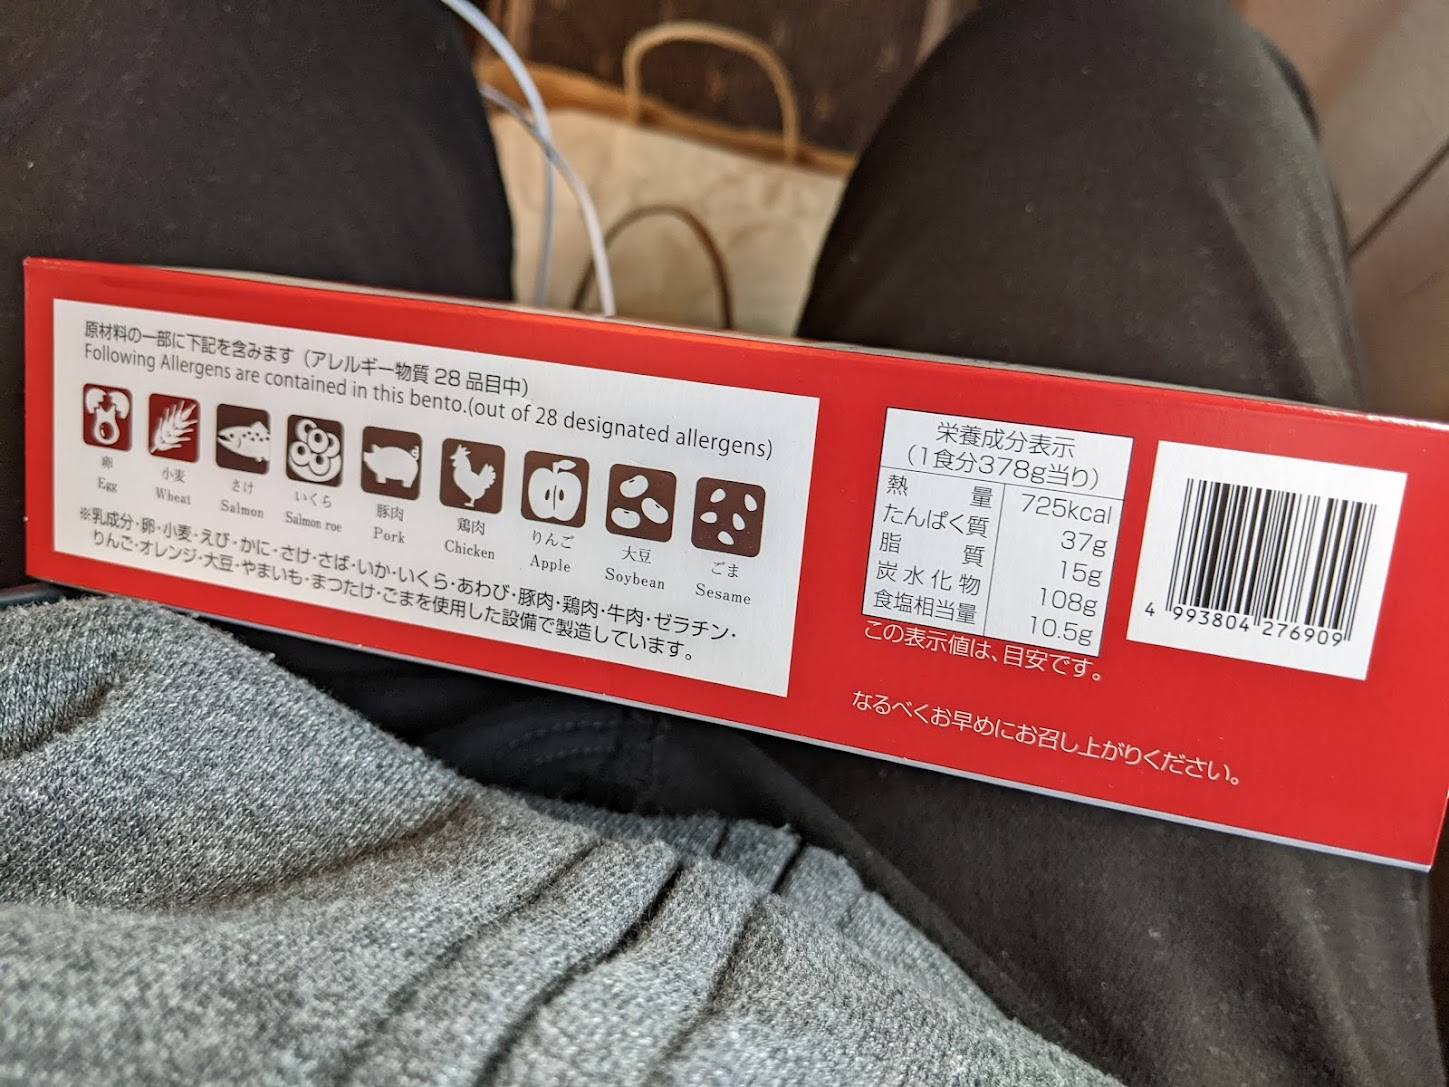 原材料の一部に下記を含みます（アレルギー物質28品目中）
Following Allergens are contained in this bento.(out of 28 designated allergens)
卵
Egg
小麦
Wheat
さけ
Salmon
いくら
Salmon roe
豚肉
Pork
鶏肉
Chicken
りんご
Apple
大豆
Soybean
ごま
Sesame
※乳成分・卵・小麦・えび・かに・さけ・さば・いか・いくら・あわび・豚肉・鶏肉・牛肉・ゼラチン・
りんご・オレンジ・大豆・やまいも・まつたけ・ごまを使用した設備で製造しています。
栄養成分表示
（1食分378g当り）
熱量 725kcal
たんぱく質 37g
脂質 15g
炭水化物 108g
食塩相当量 10.5g
この表示値は、目安です。
なるべくお早めにお召し上がりください。
4 993804 276909